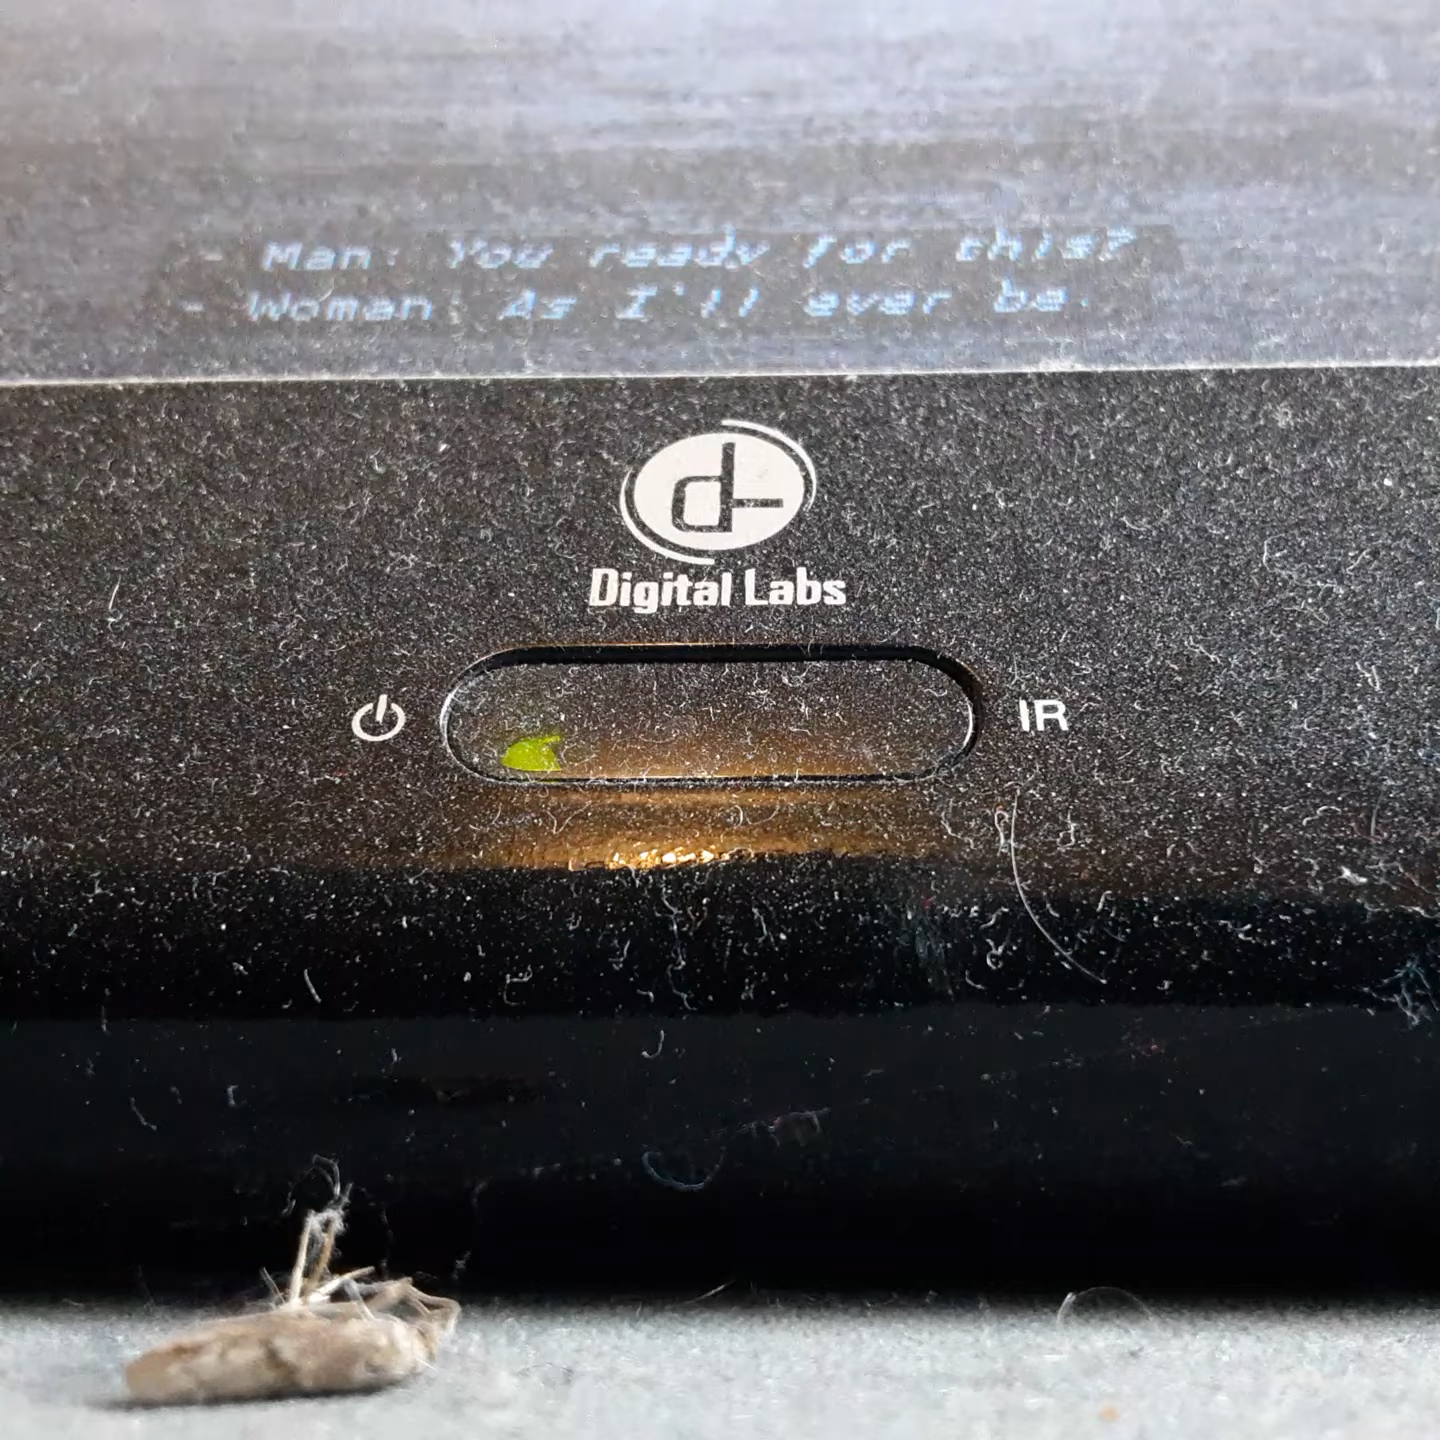 - Man: You ready for this?
- Woman: As I'll ever be.
d-
Digital Labs
IR